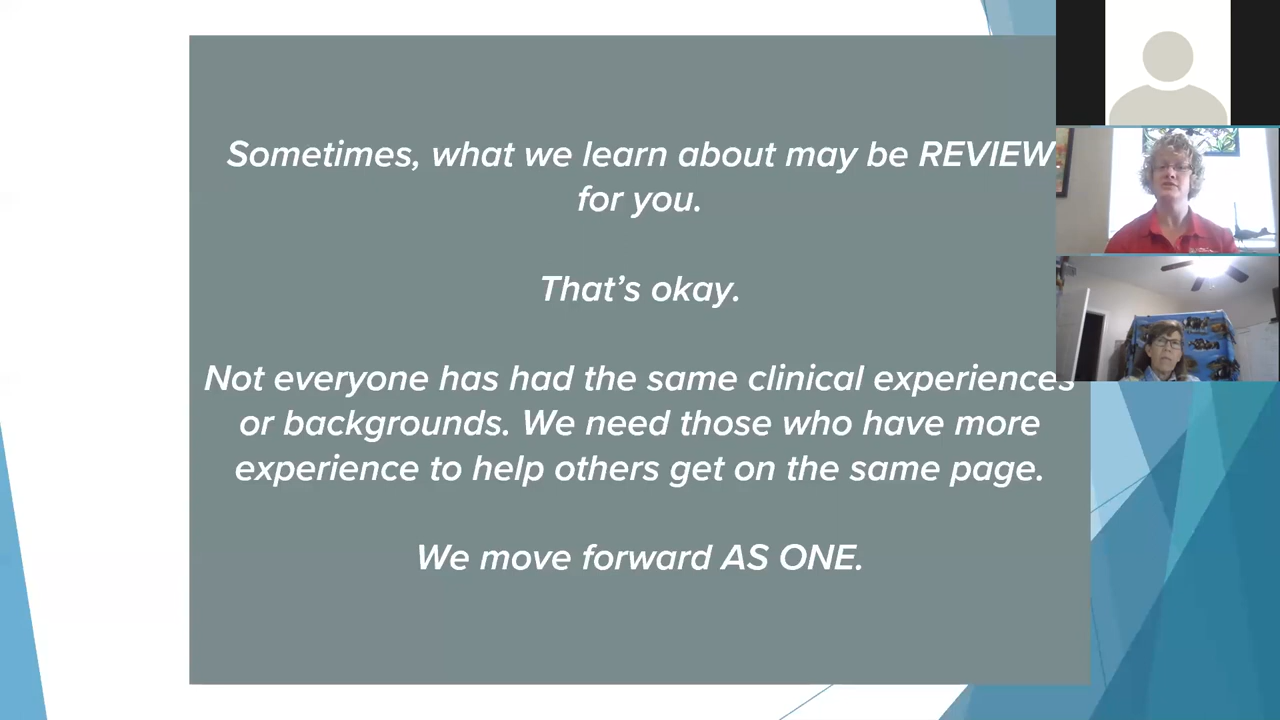 Sometimes, what we learn about may be REVIEW
for you.
That's okay.
Not everyone has had the same clinical experiences
or backgrounds. We need those who have more
experience to help others get on the same page.
We move forward AS ONE.